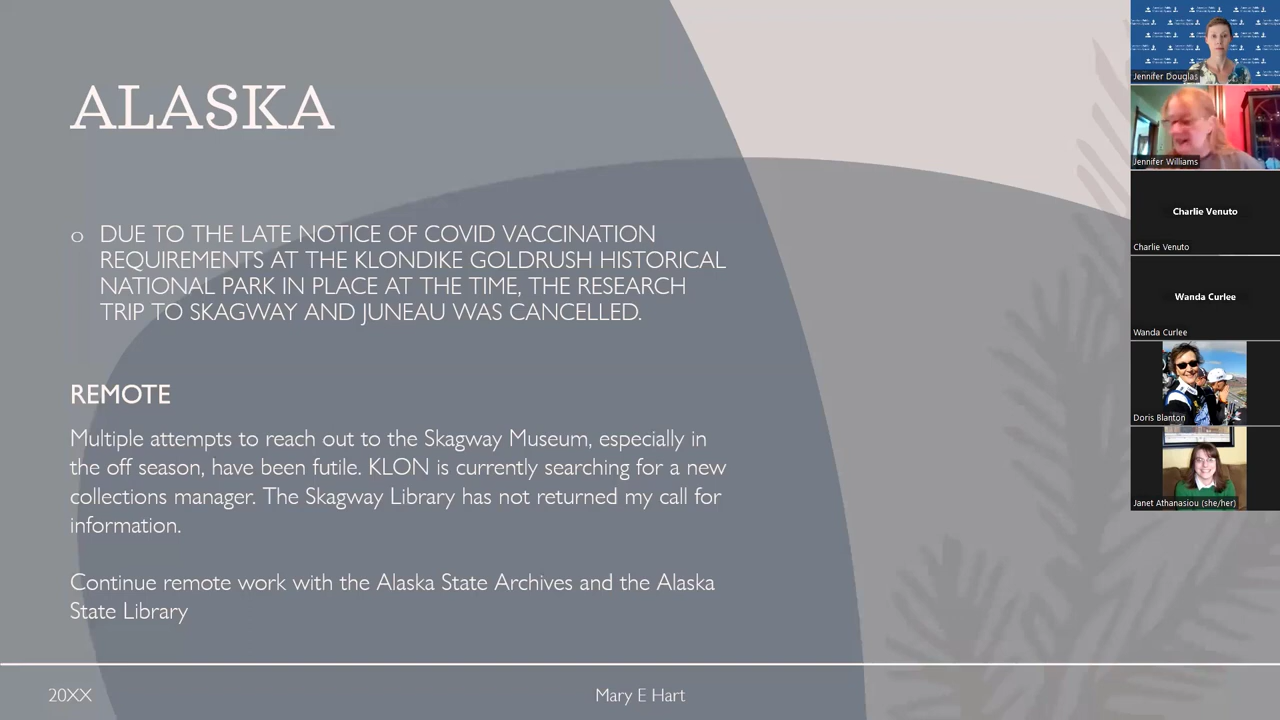 ALASKA
o DUE TO THE LATE NOTICE OF COVID VACCINATION
REQUIREMENTS AT THE KLONDIKE GOLDRUSH HISTORICAL
NATIONAL PARK IN PLACE AT THE TIME, THE RESEARCH
TRIP TO SKAGWAY AND JUNEAU WAS CANCELLED.
REMOTE
Multiple attempts to reach out to the Skagway Museum, especially in
the off season, have been futile. KLON is currently searching for a new
collections manager. The Skagway Library has not returned my call for
information.
Continue remote work with the Alaska State Archives and the Alaska
State Library
20XX
Mary E Hart
Jennifer Douglas
Jennifer Williams
Charlie Venuto
Charlie Venuto
Wanda Curlee
Wanda Curlee
Doris Blanton
Janet Athanasiou (she/her)